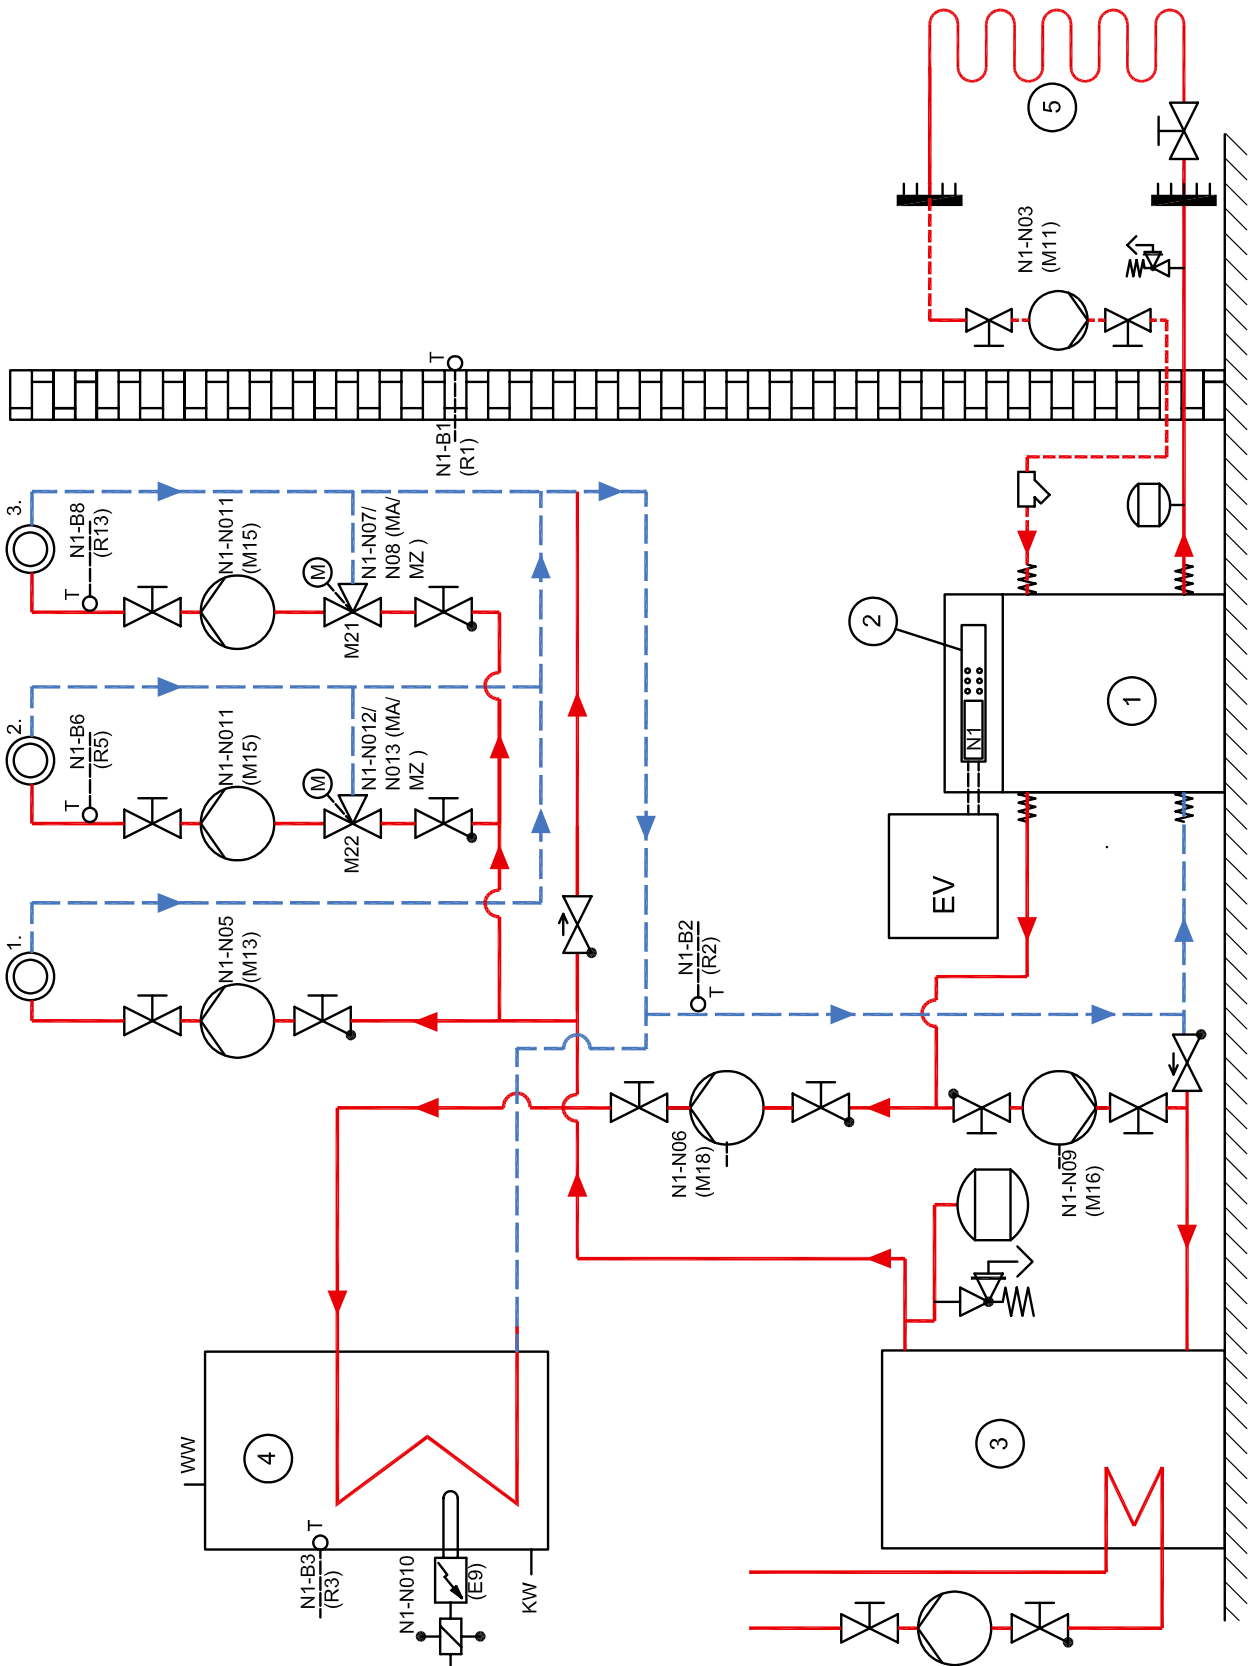 1.
N1-N05
(M13)
2.
N1-B6
(R5)
T
N1-N011
(M15)
M
M22
N1-N012/
N013 (MA/
MZ )
3.
N1-B8
(R13)
T
N1-N011
(M15)
M
M21
N1-N07/
N08 (MA/
MZ )
T
N1-B1
(R1)
N1-N03
(M11)
5
2
N1
1
EV
N1-B2
(R2)
T
N1-N06
(M18)
N1-N09
(M16)
WW
4
T
N1-B3
(R3)
N1-N010
(E9)
KW
3